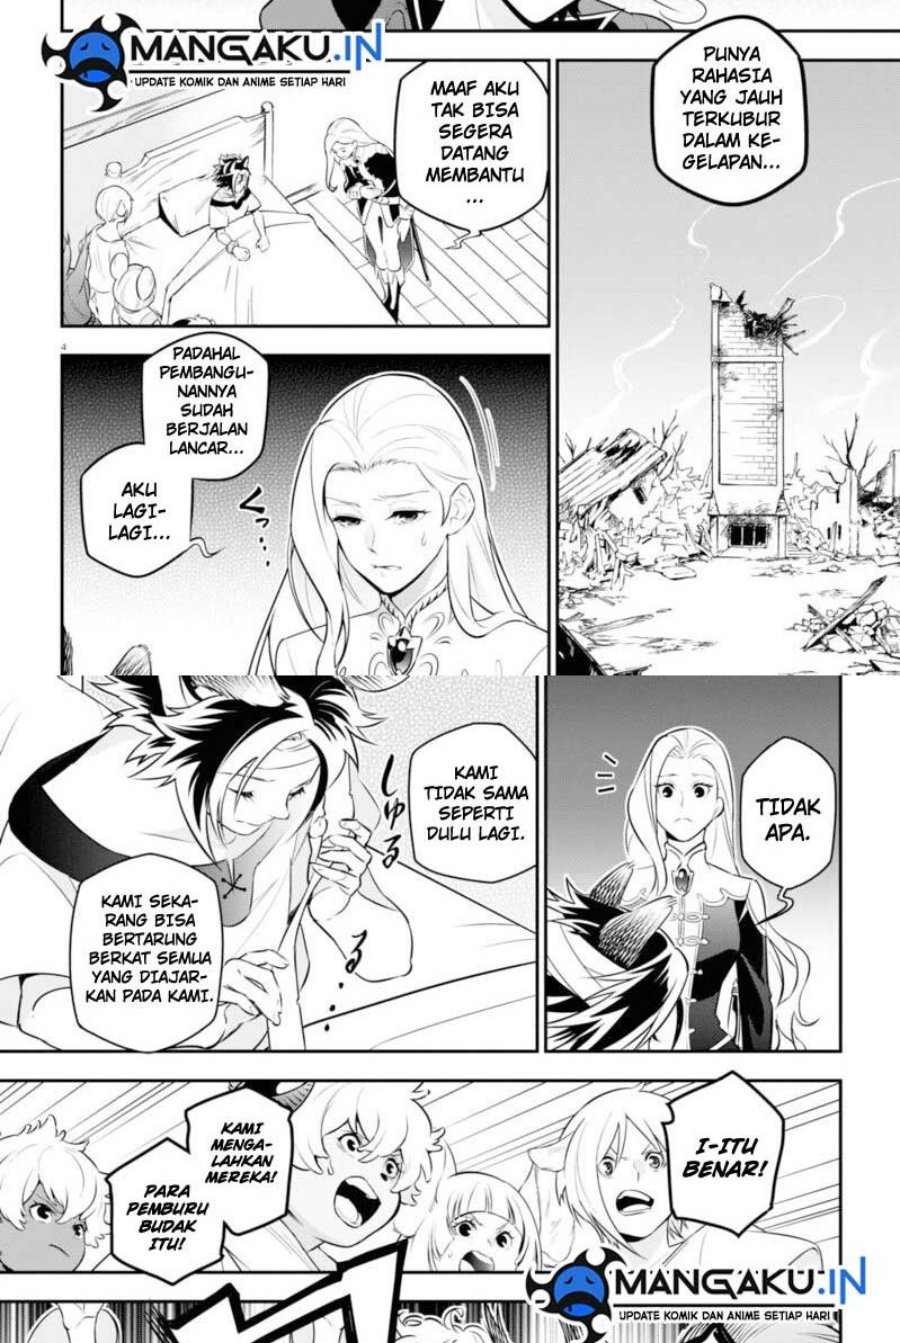 MANGAKU.IN
UPDATE KOMIK DAN ANIME SETIAP HARI
PUNYA
RAHASIA
YANG JAUH
TERKUBUR
DALAM KE-
GELAPAN...
MAAF AKU
TAK BISA
SEGERA
DATANG
MEMBANTU
...
4
PADAHAL
PEMBANGU-
NANNYA
SUDAH
BERJALAN
LANCAR...
AKU
LAGI-
LAGI...
くっ...
TIDAK
APA.
KAMI
TIDAK SAMA
SEPERTI
DULU LAGI.
しゅる
...
KAMI SEKA-
RANG BISA
BERTARUNG
BERKAT SEMUA
YANG DIAJAR-
KAN PADA KAMI.
I-ITU
BENAR!
KAMI
MENGA-
LAHKAN
MEREKA!
PARA
PEMBURU
BUDAK
ITU!
MANGAKU.IN
UPDATE KOMIK DAN ANIME SETIAP HARI